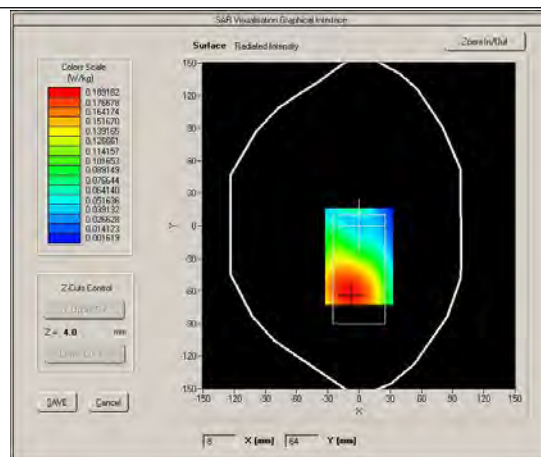 SAR Visualisation Graphical Interface
Surface Radiated Intensity
Zoom In/Out
Colors Scale
(W/kg)
0.189182
0.176678
0.164174
0.151670
0.139165
0.126661
0.114157
0.101653
0.089149
0.076644
0.064140
0.051636
0.039132
0.026628
0.014123
0.001619
150
120
90
60
30
0
-30
-60
-90
-120
-150
Y
-150 -120 -90 -60 -30 0 30 60 90 120 150
X
Z-Cuts Control
Z = 4.0 mm
SAVE Cancel
8 X (mm) 64 Y (mm)